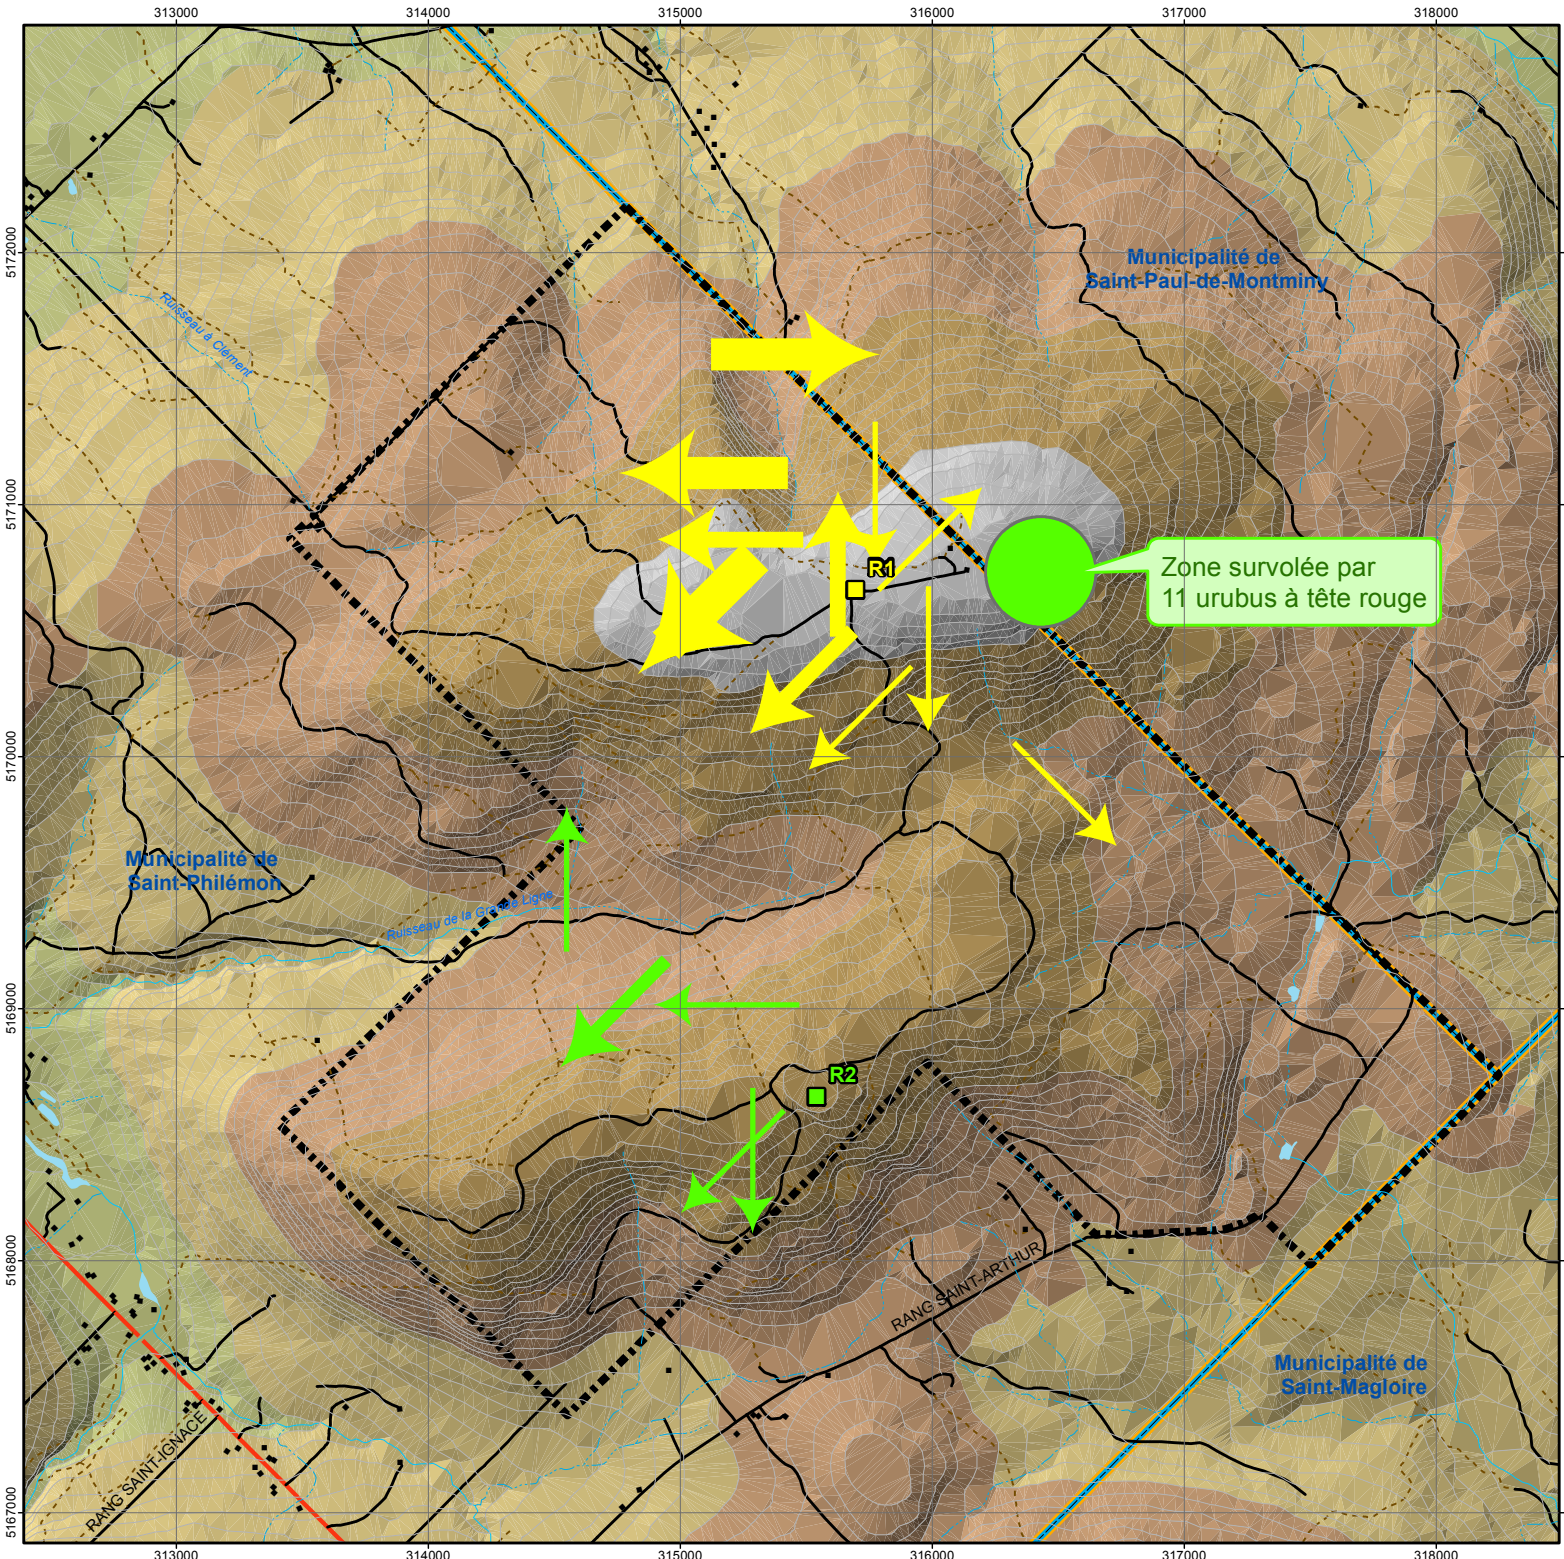 313000 314000 315000 316000 317000 318000
5172000
Municipalité de
Saint-Paul-de-Montminy
Ruisseau à Clément
5171000
R1
Zone survolée par
11 urubus à tête rouge
5170000
Municipalité de
Saint-Philémon
Ruisseau de la Grande Ligne
5169000
R2
5168000
RANG SAINT-ARTHUR
Municipalité de
Saint-Magloire
RANG SAINT-IGNACE
5167000
313000 314000 315000 316000 317000 318000